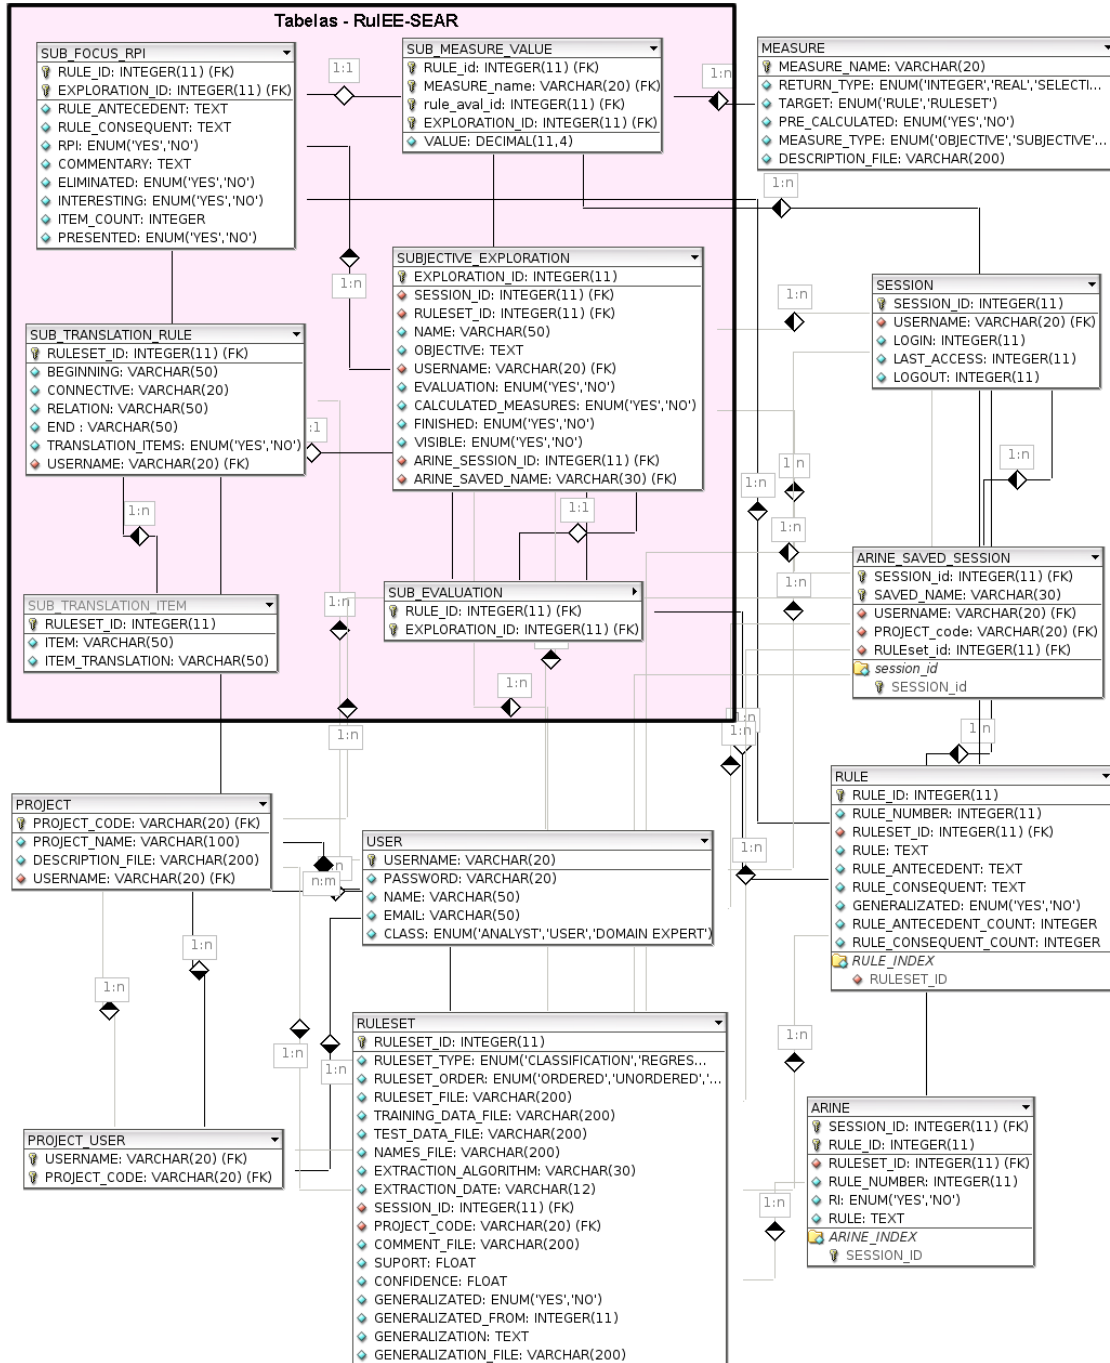 Tabelas - RulEE-SEAR
SUB_FOCUS_RPI
RULE_ID: INTEGER(11) (FK)
EXPLORATION_ID: INTEGER(11) (FK)
RULE_ANTECEDENT: TEXT
RULE_CONSEQUENT: TEXT
RPI: ENUM('YES','NO')
COMMENTARY: TEXT
ELIMINATED: ENUM('YES','NO')
INTERESTING: ENUM('YES','NO')
ITEM_COUNT: INTEGER
PRESENTED: ENUM('YES','NO')
1:1
SUB_MEASURE_VALUE
RULE_id: INTEGER(11) (FK)
MEASURE_name: VARCHAR(20) (FK)
rule_aval_id: INTEGER(11) (FK)
EXPLORATION_ID: INTEGER(11) (FK)
VALUE: DECIMAL(11,4)
1:n
MEASURE
MEASURE_NAME: VARCHAR(20)
RETURN_TYPE: ENUM('INTEGER','REAL','SELECTI...
TARGET: ENUM('RULE','RULESET')
PRE_CALCULATED: ENUM('YES','NO')
MEASURE_TYPE: ENUM('OBJECTIVE','SUBJECTIVE'...
DESCRIPTION_FILE: VARCHAR(200)
1:n
1:n
SUBJECTIVE_EXPLORATION
EXPLORATION_ID: INTEGER(11)
SESSION_ID: INTEGER(11) (FK)
RULESET_ID: INTEGER(11) (FK)
NAME: VARCHAR(50)
OBJECTIVE: TEXT
USERNAME: VARCHAR(20) (FK)
EVALUATION: ENUM('YES','NO')
CALCULATED_MEASURES: ENUM('YES','NO')
FINISHED: ENUM('YES','NO')
VISIBLE: ENUM('YES','NO')
ARINE_SESSION_ID: INTEGER(11) (FK)
ARINE_SAVED_NAME: VARCHAR(30) (FK)
1:n
SESSION
SESSION_ID: INTEGER(11)
USERNAME: VARCHAR(20) (FK)
LOGIN: INTEGER(11)
LAST_ACCESS: INTEGER(11)
LOGOUT: INTEGER(11)
SUB_TRANSLATION_RULE
RULESET_ID: INTEGER(11) (FK)
BEGINNING: VARCHAR(50)
CONNECTIVE: VARCHAR(20)
RELATION: VARCHAR(50)
END : VARCHAR(50)
TRANSLATION_ITEMS: ENUM('YES','NO')
USERNAME: VARCHAR(20) (FK)
:1
1:n
1:n
1:n
1:n
1:n
1:1
1:n
SUB_TRANSLATION_ITEM
RULESET_ID: INTEGER(11)
ITEM: VARCHAR(50)
ITEM_TRANSLATION: VARCHAR(50)
1:n
SUB_EVALUATION
RULE_ID: INTEGER(11) (FK)
EXPLORATION_ID: INTEGER(11) (FK)
1:n
1:n
ARINE_SAVED_SESSION
SESSION_id: INTEGER(11) (FK)
SAVED_NAME: VARCHAR(30)
USERNAME: VARCHAR(20) (FK)
PROJECT_code: VARCHAR(20) (FK)
RULEset_id: INTEGER(11) (FK)
session_id
SESSION_id
1:n
1:n
1:n
1:n
PROJECT
PROJECT_CODE: VARCHAR(20) (FK)
PROJECT_NAME: VARCHAR(100)
DESCRIPTION_FILE: VARCHAR(200)
USERNAME: VARCHAR(20) (FK)
n:m
USER
USERNAME: VARCHAR(20)
PASSWORD: VARCHAR(20)
NAME: VARCHAR(50)
EMAIL: VARCHAR(50)
CLASS: ENUM('ANALYST','USER','DOMAIN EXPERT')
1:n
RULE
RULE_ID: INTEGER(11)
RULE_NUMBER: INTEGER(11)
RULESET_ID: INTEGER(11) (FK)
RULE: TEXT
RULE_ANTECEDENT: TEXT
RULE_CONSEQUENT: TEXT
GENERALIZATED: ENUM('YES','NO')
RULE_ANTECEDENT_COUNT: INTEGER
RULE_CONSEQUENT_COUNT: INTEGER
RULE_INDEX
RULESET_ID
1:n
1:n
1:n
1:n
1:n
1:n
PROJECT_USER
USERNAME: VARCHAR(20) (FK)
PROJECT_CODE: VARCHAR(20) (FK)
RULESET
RULESET_ID: INTEGER(11)
RULESET_TYPE: ENUM('CLASSIFICATION','REGRES...
RULESET_ORDER: ENUM('ORDERED','UNORDERED','...
RULESET_FILE: VARCHAR(200)
TRAINING_DATA_FILE: VARCHAR(200)
TEST_DATA_FILE: VARCHAR(200)
NAMES_FILE: VARCHAR(200)
EXTRACTION_ALGORITHM: VARCHAR(30)
EXTRACTION_DATE: VARCHAR(12)
SESSION_ID: INTEGER(11) (FK)
PROJECT_CODE: VARCHAR(20) (FK)
COMMENT_FILE: VARCHAR(200)
SUPORT: FLOAT
CONFIDENCE: FLOAT
GENERALIZATED: ENUM('YES','NO')
GENERALIZATED_FROM: INTEGER(11)
GENERALIZATION: TEXT
GENERALIZATION_FILE: VARCHAR(200)
ARINE
SESSION_ID: INTEGER(11) (FK)
RULE_ID: INTEGER(11)
RULESET_ID: INTEGER(11) (FK)
RULE_NUMBER: INTEGER(11)
RI: ENUM('YES','NO')
RULE: TEXT
ARINE_INDEX
SESSION_ID